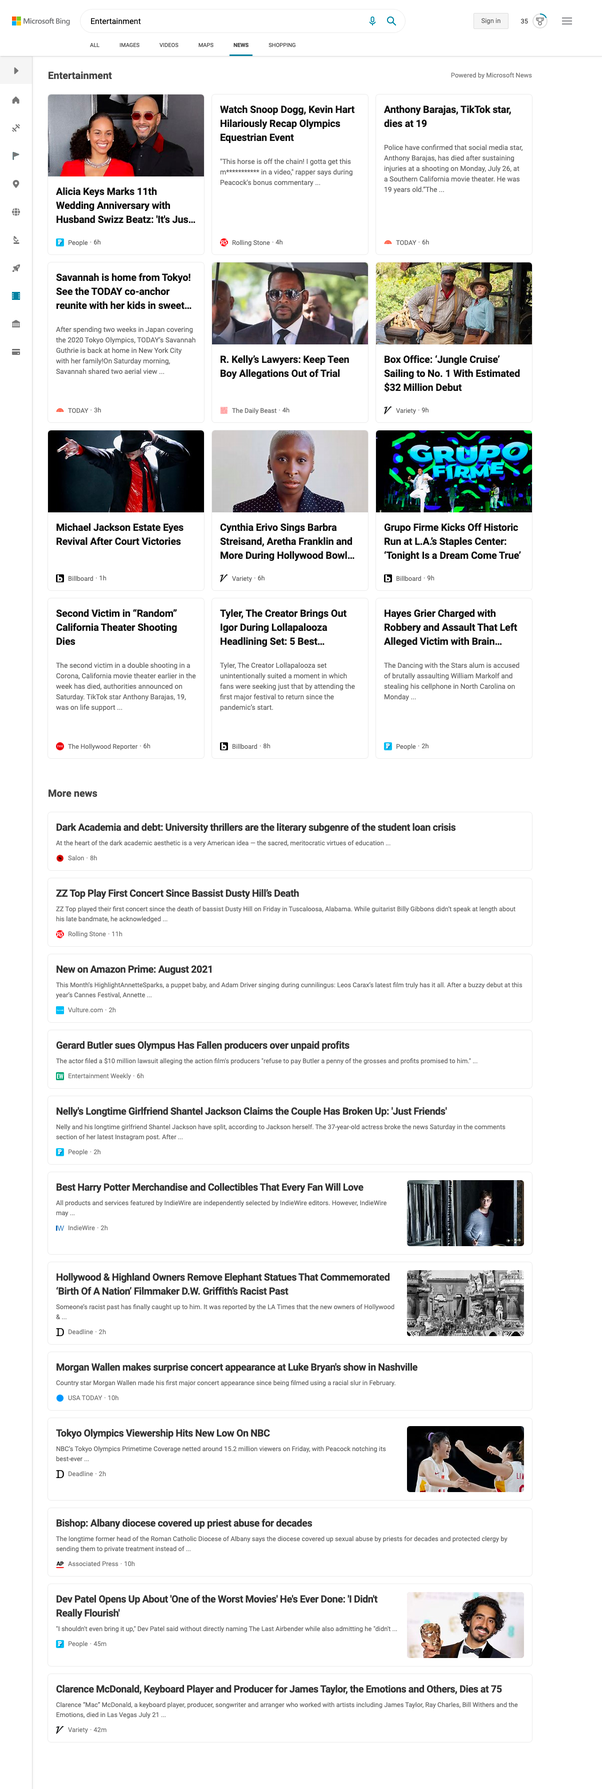 Microsoft Bing
Entertainment
Sign in
35
ALL
IMAGES
VIDEOS
MAPS
NEWS
SHOPPING
Entertainment
Powered by Microsoft News
Alicia Keys Marks 11th
Wedding Anniversary with
Husband Swizz Beatz: 'It's Jus...
People · 6h
Watch Snoop Dogg, Kevin Hart
Hilariously Recap Olympics
Equestrian Event
"This horse is off the chain! I gotta get this
m*********** in a video," rapper says during
Peacock's bonus commentary ...
Rolling Stone · 4h
Anthony Barajas, TikTok star,
dies at 19
Police have confirmed that social media star,
Anthony Barajas, has died after sustaining
injuries at a shooting on Monday, July 26, at
a Southern California movie theater. He was
19 years old."The ...
TODAY · 6h
Savannah is home from Tokyo!
See the TODAY co-anchor
reunite with her kids in sweet...
After spending two weeks in Japan covering
the 2020 Tokyo Olympics, TODAY's Savannah
Guthrie is back at home in New York City
with her family!On Saturday morning,
Savannah shared two aerial view ...
TODAY · 3h
R. Kelly's Lawyers: Keep Teen
Boy Allegations Out of Trial
The Daily Beast · 4h
Box Office: 'Jungle Cruise'
Sailing to No. 1 With Estimated
$32 Million Debut
Variety · 9h
Michael Jackson Estate Eyes
Revival After Court Victories
Billboard · 1h
Cynthia Erivo Sings Barbra
Streisand, Aretha Franklin and
More During Hollywood Bowl...
Variety · 6h
GRUPO
FIRME
Grupo Firme Kicks Off Historic
Run at L.A.'s Staples Center:
'Tonight Is a Dream Come True'
Billboard · 9h
Second Victim in "Random"
California Theater Shooting
Dies
The second victim in a double shooting in a
Corona, California movie theater earlier in the
week has died, authorities announced on
Saturday. TikTok star Anthony Barajas, 19,
was on life support ...
The Hollywood Reporter · 6h
Tyler, The Creator Brings Out
Igor During Lollapalooza
Headlining Set: 5 Best...
Tyler, The Creator Lollapalooza set
unintentionally suited a moment in which
fans were seeking just that by attending the
first major festival to return since the
pandemic's start.
Billboard · 8h
Hayes Grier Charged with
Robbery and Assault That Left
Alleged Victim with Brain...
The Dancing with the Stars alum is accused
of brutally assaulting William Markolf and
stealing his cellphone in North Carolina on
Monday ...
People · 2h
More news
Dark Academia and debt: University thrillers are the literary subgenre of the student loan crisis
At the heart of the dark academic aesthetic is a very American idea — the sacred, meritocratic virtues of education ...
Salon · 8h
ZZ Top Play First Concert Since Bassist Dusty Hill's Death
ZZ Top played their first concert since the death of bassist Dusty Hill on Friday in Tuscaloosa, Alabama. While guitarist Billy Gibbons didn't speak at length about
his late bandmate, he acknowledged ...
Rolling Stone · 11h
New on Amazon Prime: August 2021
This Month's HighlightAnnetteSparks, a puppet baby, and Adam Driver singing during cunnilingus: Leos Carax's latest film truly has it all. After a buzzy debut at this
year's Cannes Festival, Annette ...
Vulture.com · 2h
Gerard Butler sues Olympus Has Fallen producers over unpaid profits
The actor filed a $10 million lawsuit alleging the action film's producers "refuse to pay Butler a penny of the grosses and profits promised to him." ...
Entertainment Weekly · 6h
Nelly's Longtime Girlfriend Shantel Jackson Claims the Couple Has Broken Up: 'Just Friends'
Nelly and his longtime girlfriend Shantel Jackson have split, according to Jackson herself. The 37-year-old actress broke the news Saturday in the comments
section of her latest Instagram post. After ...
People · 2h
Best Harry Potter Merchandise and Collectibles That Every Fan Will Love
All products and services featured by IndieWire are independently selected by IndieWire editors. However, IndieWire
may ...
IndieWire · 2h
Hollywood & Highland Owners Remove Elephant Statues That Commemorated
'Birth Of A Nation' Filmmaker D.W. Griffith's Racist Past
Someone's racist past has finally caught up to him. It was reported by the LA Times that the new owners of Hollywood
& ...
Deadline · 2h
Morgan Wallen makes surprise concert appearance at Luke Bryan's show in Nashville
Country star Morgan Wallen made his first major concert appearance since being filmed using a racial slur in February.
USA TODAY · 10h
Tokyo Olympics Viewership Hits New Low On NBC
NBC's Tokyo Olympics Primetime Coverage netted around 15.2 million viewers on Friday, with Peacock notching its
best-ever ...
Deadline · 2h
Bishop: Albany diocese covered up priest abuse for decades
The longtime former head of the Roman Catholic Diocese of Albany says the diocese covered up sexual abuse by priests for decades and protected clergy by
sending them to private treatment instead of ...
Associated Press · 10h
Dev Patel Opens Up About 'One of the Worst Movies' He's Ever Done: 'I Didn't
Really Flourish'
"I shouldn't even bring it up," Dev Patel said without directly naming The Last Airbender while also admitting he "didn't ...
People · 45m
Clarence McDonald, Keyboard Player and Producer for James Taylor, the Emotions and Others, Dies at 75
Clarence "Mac" McDonald, a keyboard player, producer, songwriter and arranger who worked with artists including James Taylor, Ray Charles, Bill Withers and the
Emotions, died in Las Vegas July 21 ...
Variety · 42m